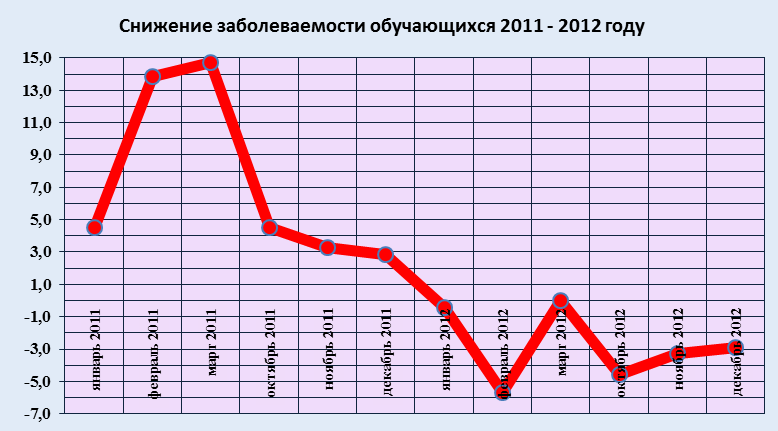 Снижение заболеваемости обучающихся 2011 - 2012 году
15,0
13,0
11,0
9,0
7,0
5,0
3,0
1,0
-1,0
-3,0
-5,0
-7,0
январь 2011
февраль 2011
март 2011
октябрь 2011
ноябрь 2011
декабрь 2011
январь 2012
февраль 2012
март 2012
октябрь 2012
ноябрь 2012
декабрь 2012